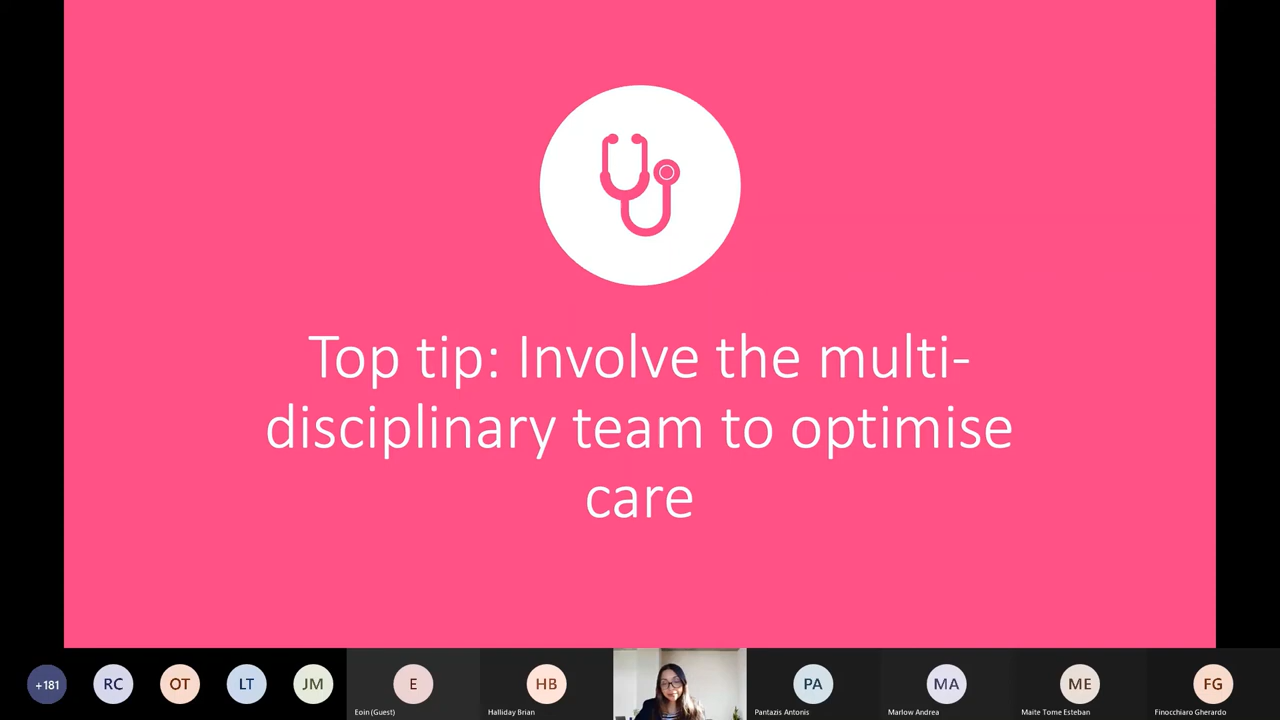 Top tip: Involve the multi-
disciplinary team to optimise
care
+181
RC
OT
LT
JM
E
HB
PA
MA
ME
FG
Eoin (Guest)
Halliday Brian
Pantazis Antonis
Marlow Andrea
Maite Tome Esteban
Finocchiaro Gherardo